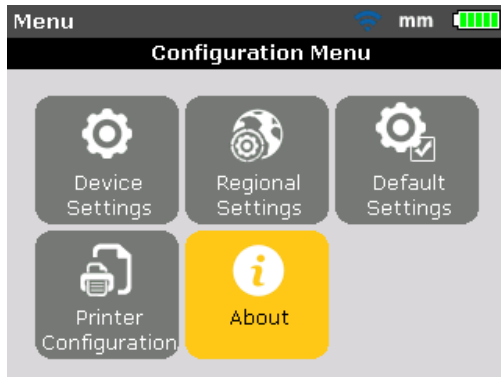 Menu mm
Configuration Menu
Device Settings
Regional Settings
Default Settings
Printer Configuration
About